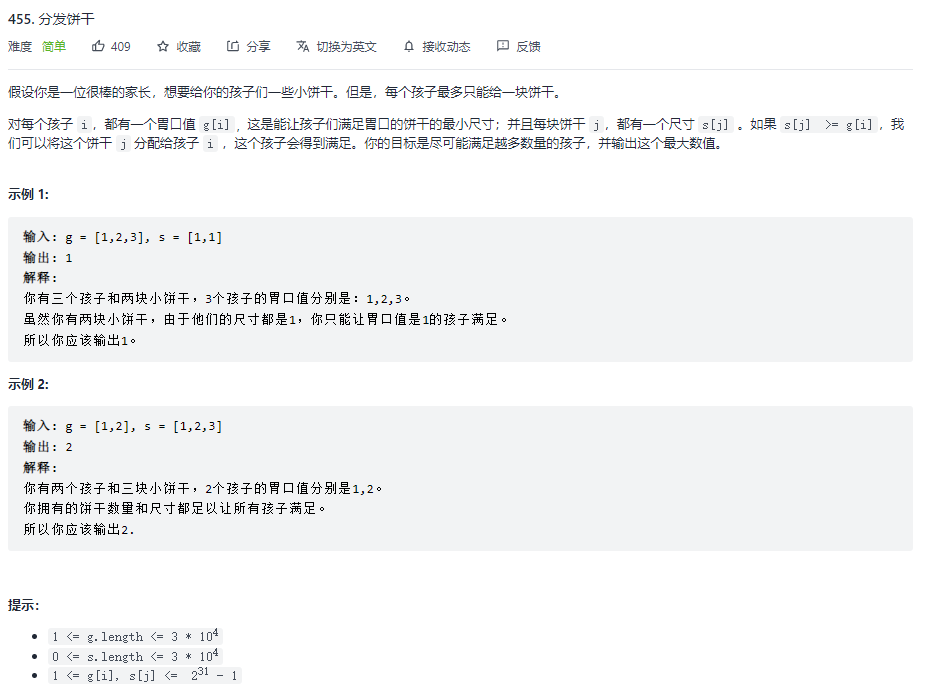 455. 分发饼干
难度 简单 409 收藏 分享 切换为英文 接收动态 反馈
假设你是一位很棒的家长，想要给你的孩子们一些小饼干。但是，每个孩子最多只能给一块饼干。
对每个孩子 i，都有一个胃口值 g[i]，这是能让孩子们满足胃口的饼干的最小尺寸；并且每块饼干 j，都有一个尺寸 s[j] 。如果 s[j] >= g[i]，我
们可以将这个饼干 j 分配给孩子 i ，这个孩子会得到满足。你的目标是尽可能满足越多数量的孩子，并输出这个最大数值。
示例 1:
输入: g = [1,2,3], s = [1,1]
输出: 1
解释:
你有三个孩子和两块小饼干，3个孩子的胃口值分别是：1,2,3。
虽然你有两块小饼干，由于他们的尺寸都是1，你只能让胃口值是1的孩子满足。
所以你应该输出1。
示例 2:
输入: g = [1,2], s = [1,2,3]
输出: 2
解释:
你有两个孩子和三块小饼干，2个孩子的胃口值分别是1,2。
你拥有的饼干数量和尺寸都足以让所有孩子满足。
所以你应该输出2.
提示：
1 <= g.length <= 3 * 10⁴
0 <= s.length <= 3 * 10⁴
1 <= g[i], s[j] <= 2³¹ - 1